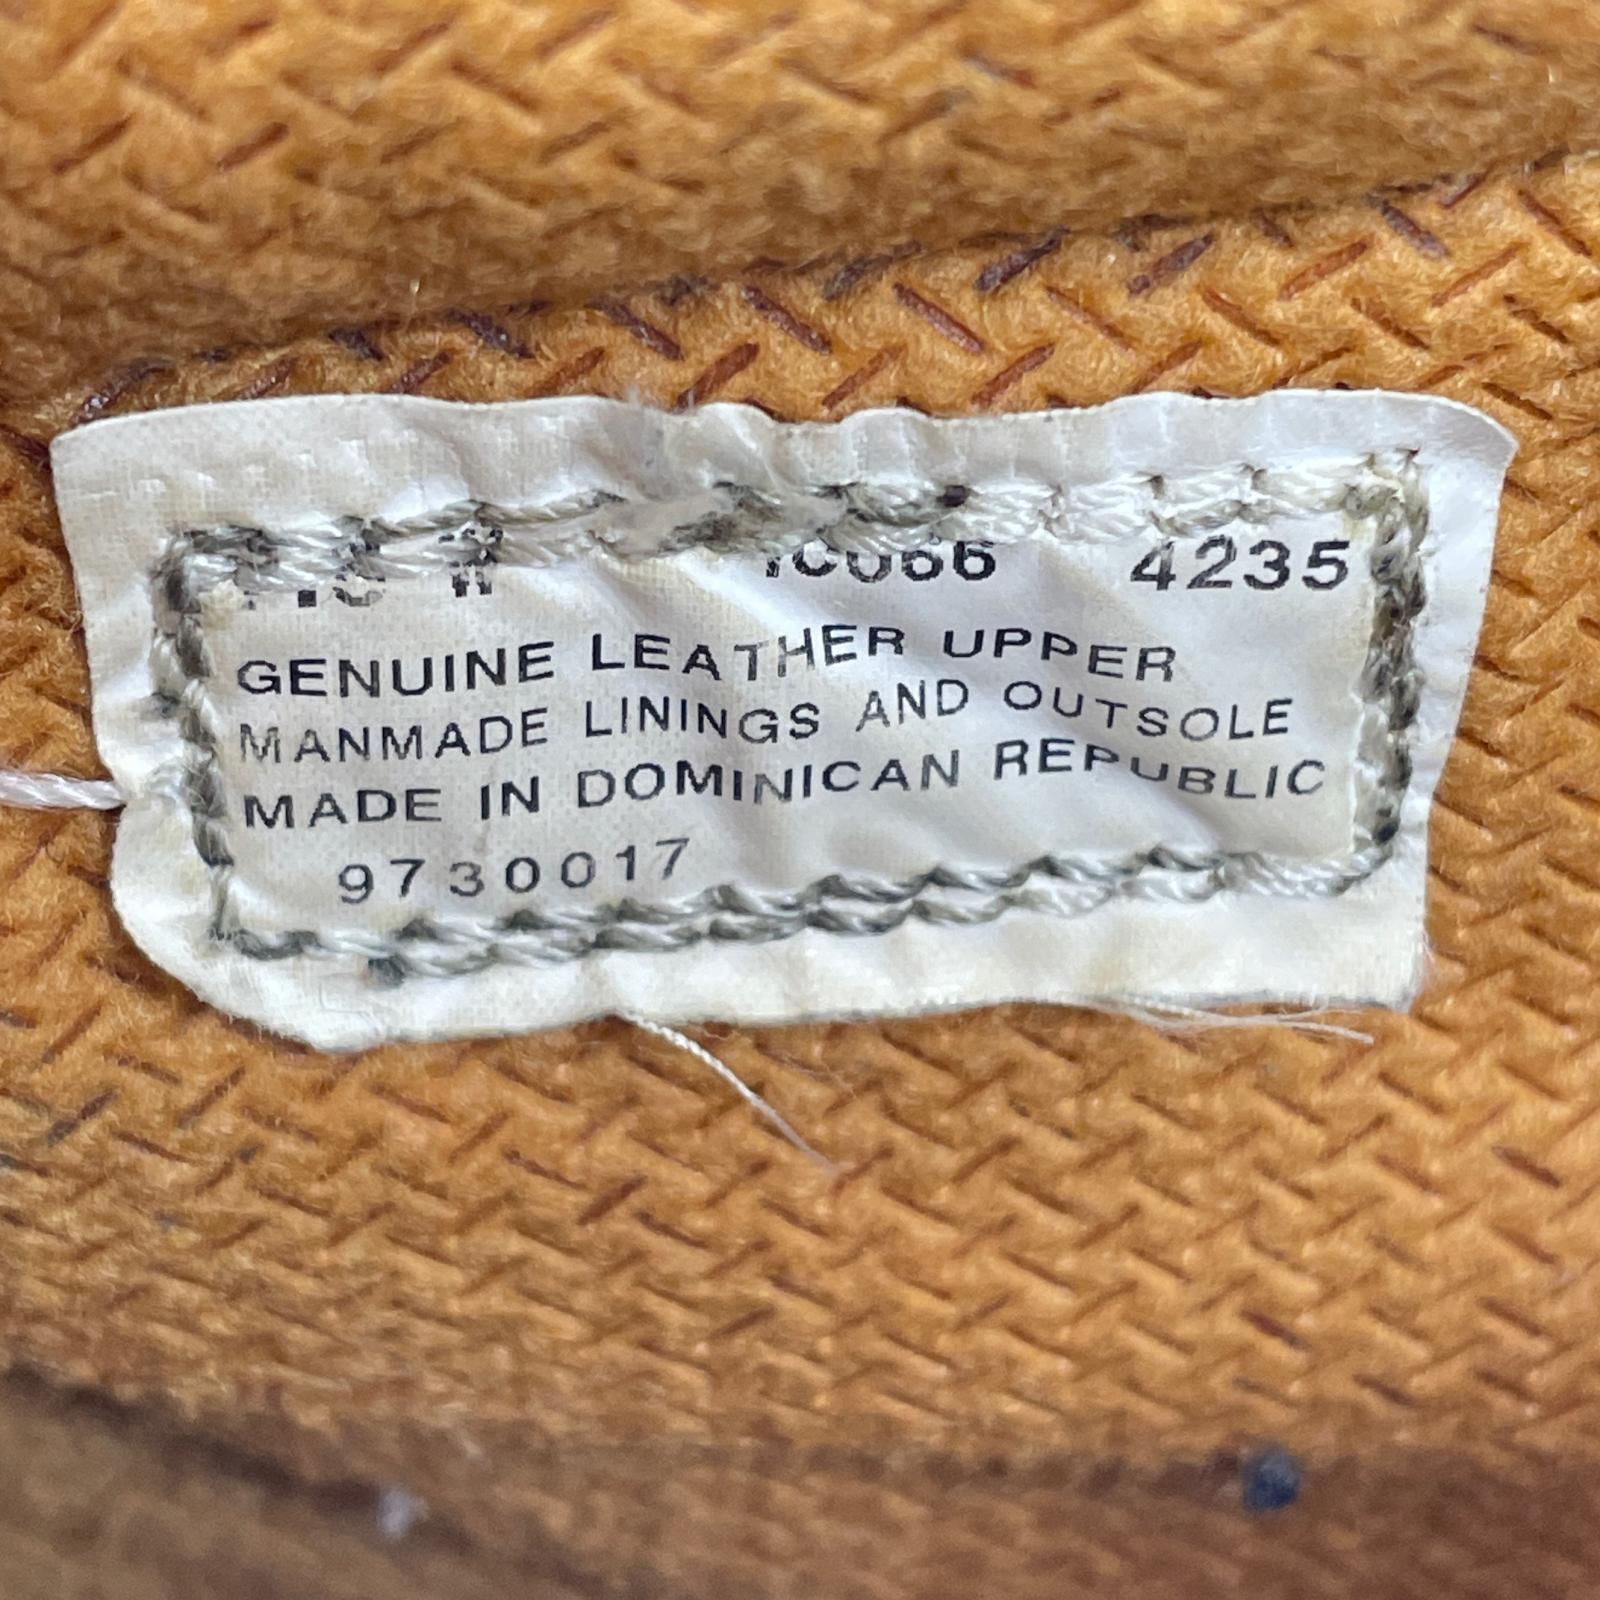 4235
GENUINE LEATHER UPPER
MANMADE LININGS AND OUTSOLE
MADE IN DOMINICAN REPUBLIC
9730017